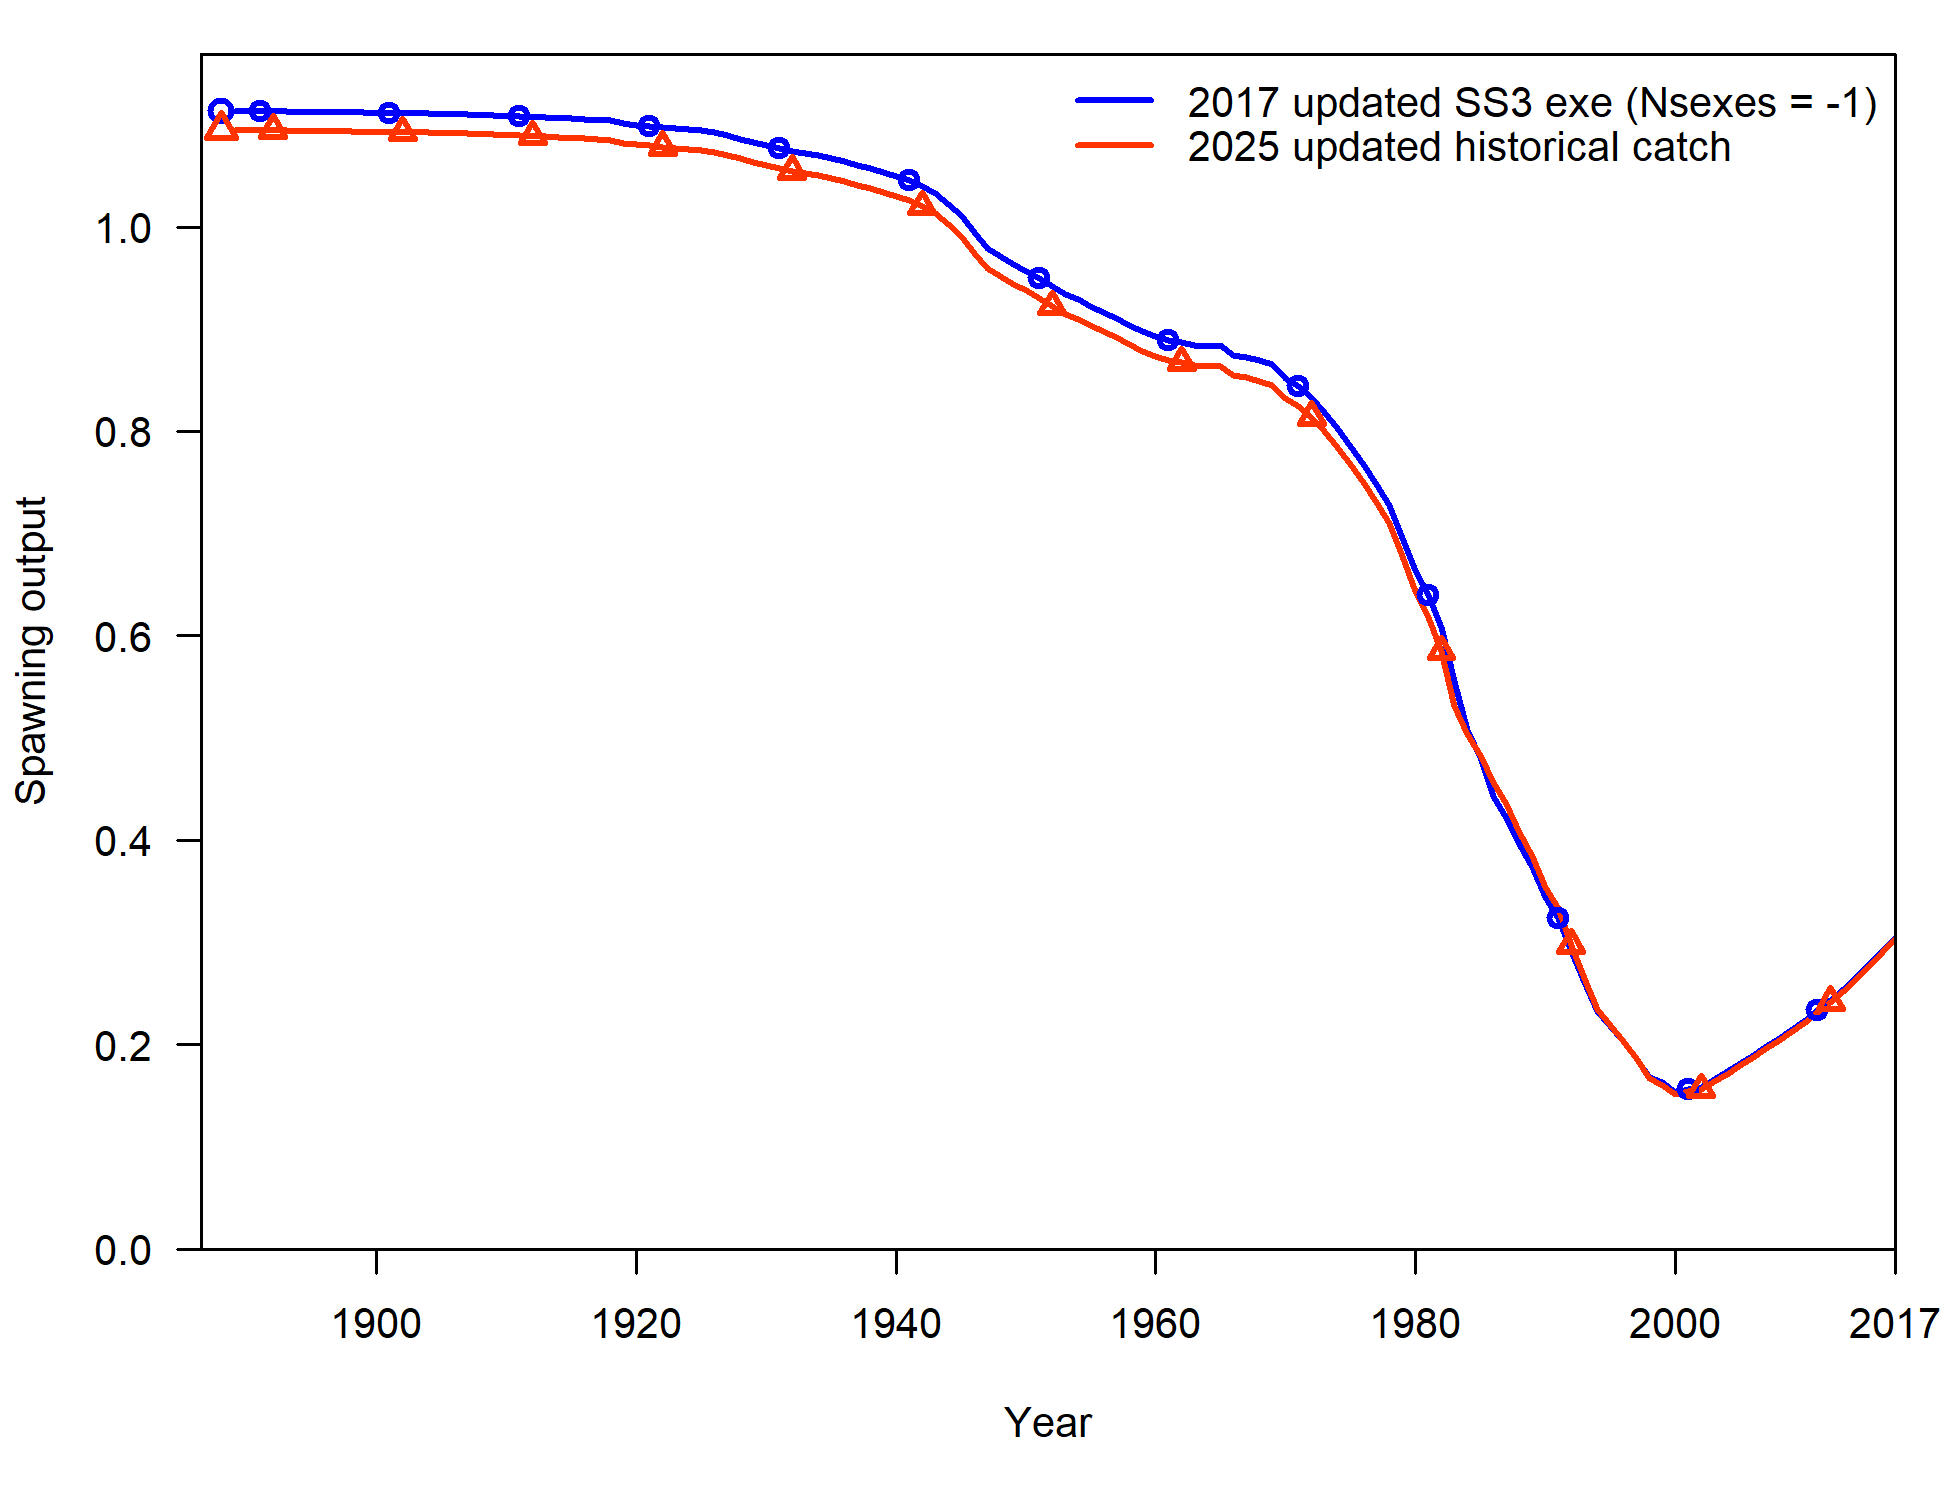 2017 updated SS3 exe (Nsexes = -1)
2025 updated historical catch
1.0
0.8
0.6
0.4
0.2
0.0
Spawning output
1900 1920 1940 1960 1980 2000 2017
Year